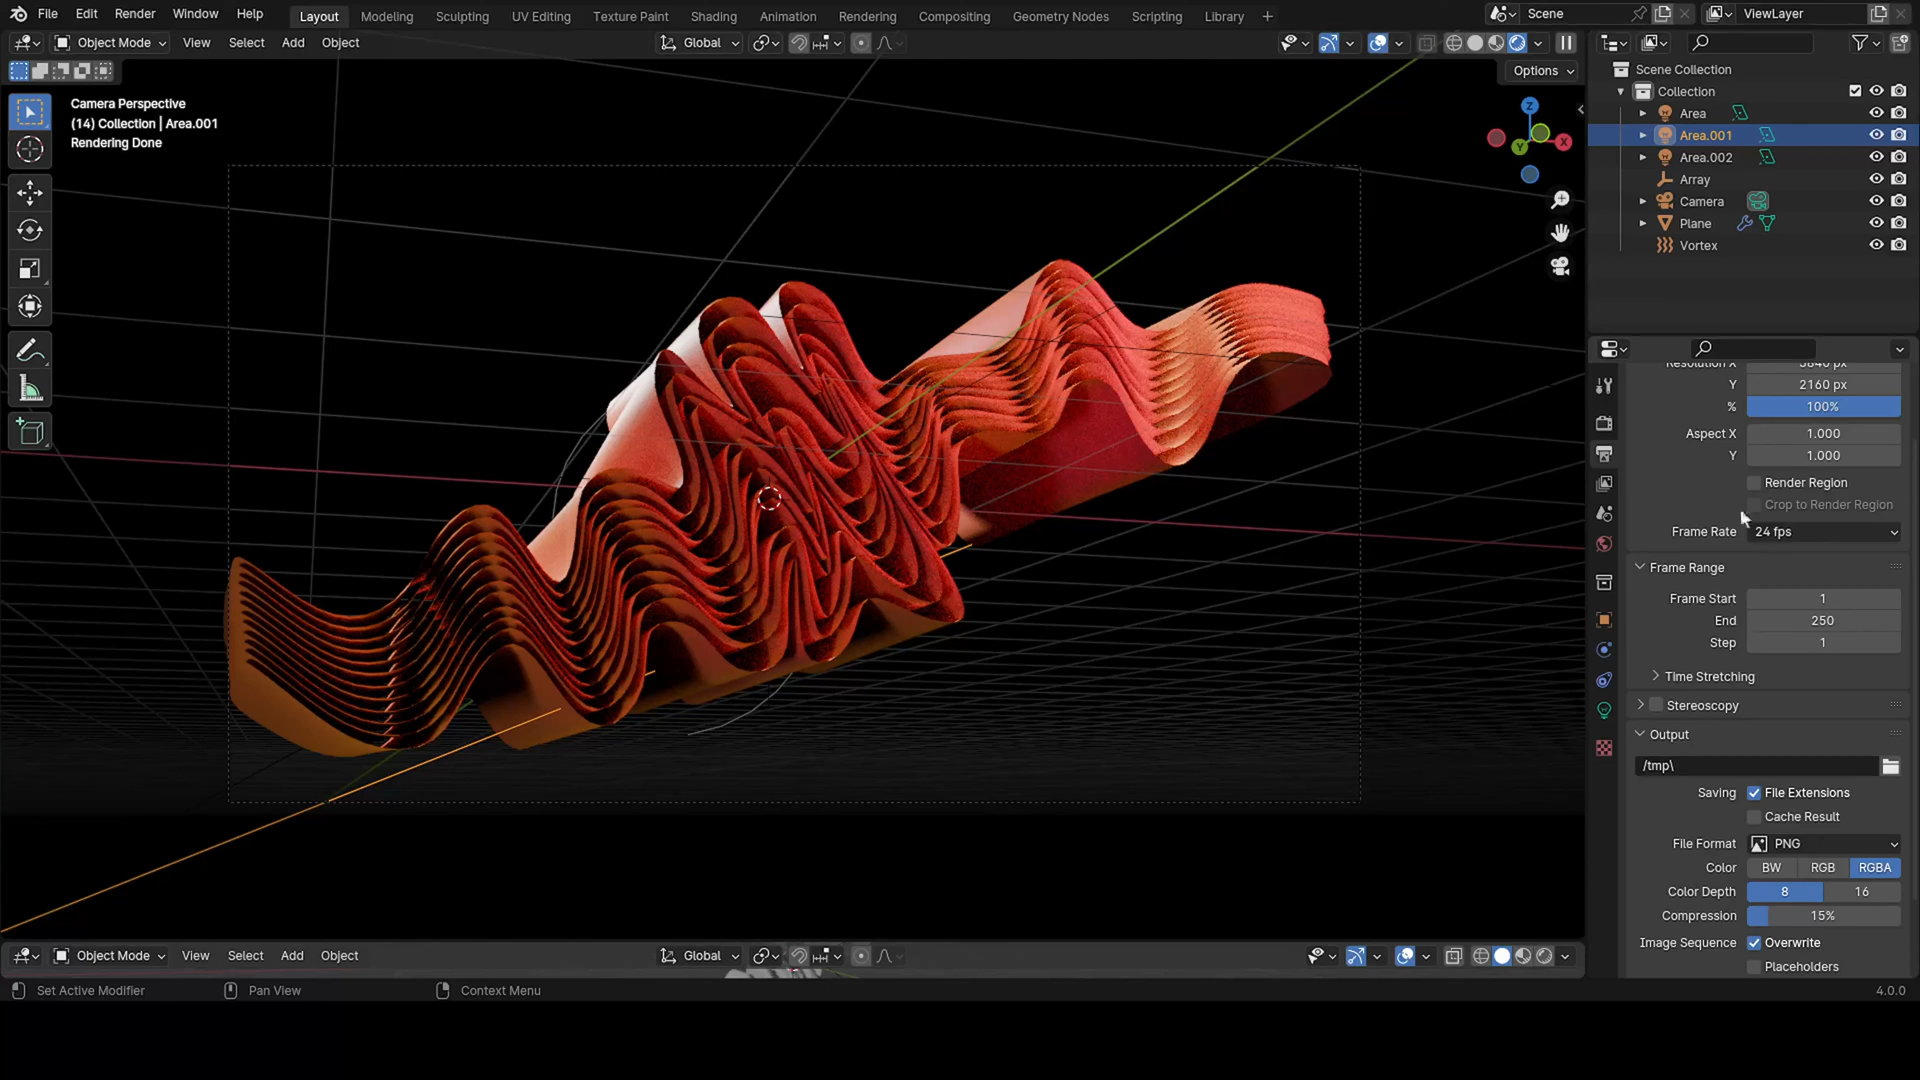 File Edit Render Window Help Layout Modeling Sculpting UV Editing Texture Paint Shading Animation Rendering Compositing Geometry Nodes Scripting Library + Scene ViewLayer
Object Mode View Select Add Object Global
Options
Camera Perspective
(14) Collection | Area.001
Rendering Done
Z
X
Y
Scene Collection
Collection
Area
Area.001
Area.002
Array
Camera
Plane
Vortex
Resolution X 3840 px
Y 2160 px
% 100%
Aspect X 1.000
Y 1.000
Render Region
Crop to Render Region
Frame Rate 24 fps
Frame Range
Frame Start 1
End 250
Step 1
Time Stretching
Stereoscopy
Output
/tmp\
Saving File Extensions
Cache Result
File Format PNG
Color BW RGB RGBA
Color Depth 8 16
Compression 15%
Image Sequence Overwrite
Placeholders
Object Mode View Select Add Object Global
Set Active Modifier Pan View Context Menu 4.0.0